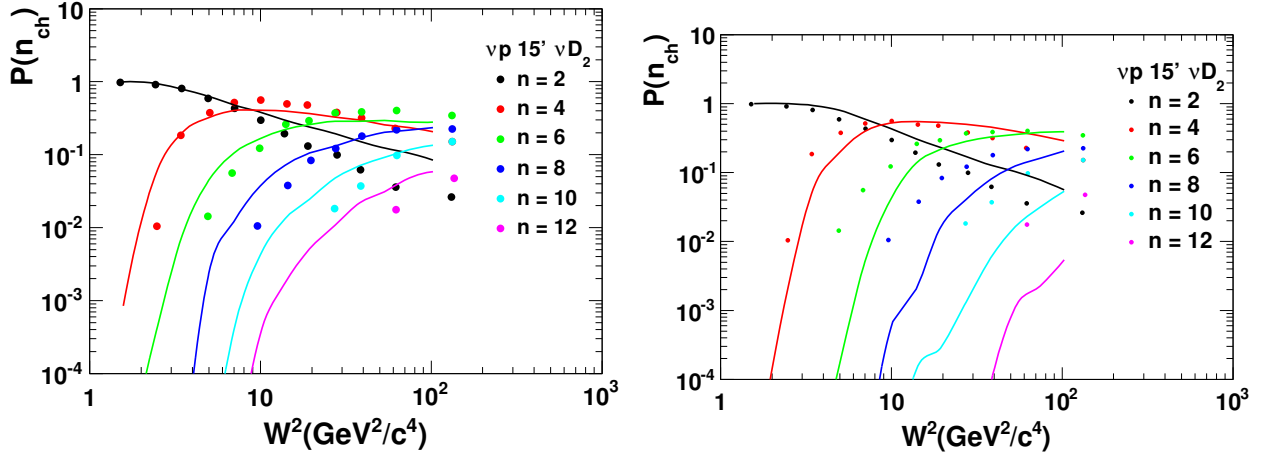 P(n_ch)
10
1
10^-1
10^-2
10^-3
10^-4
1
10
10^2
10^3
W^2(GeV^2/c^4)
νp 15' νD_2
n = 2
n = 4
n = 6
n = 8
n = 10
n = 12
P(n_ch)
10
1
10^-1
10^-2
10^-3
10^-4
1
10
10^2
10^3
W^2(GeV^2/c^4)
νp 15' νD_2
n = 2
n = 4
n = 6
n = 8
n = 10
n = 12